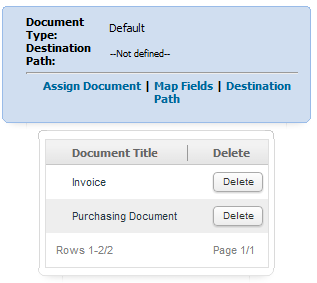 Document Type: Default
Destination Path: --Not defined--
Assign Document | Map Fields | Destination
Path
Document Title Delete
Invoice Delete
Purchasing Document Delete
Rows 1-2/2 Page 1/1